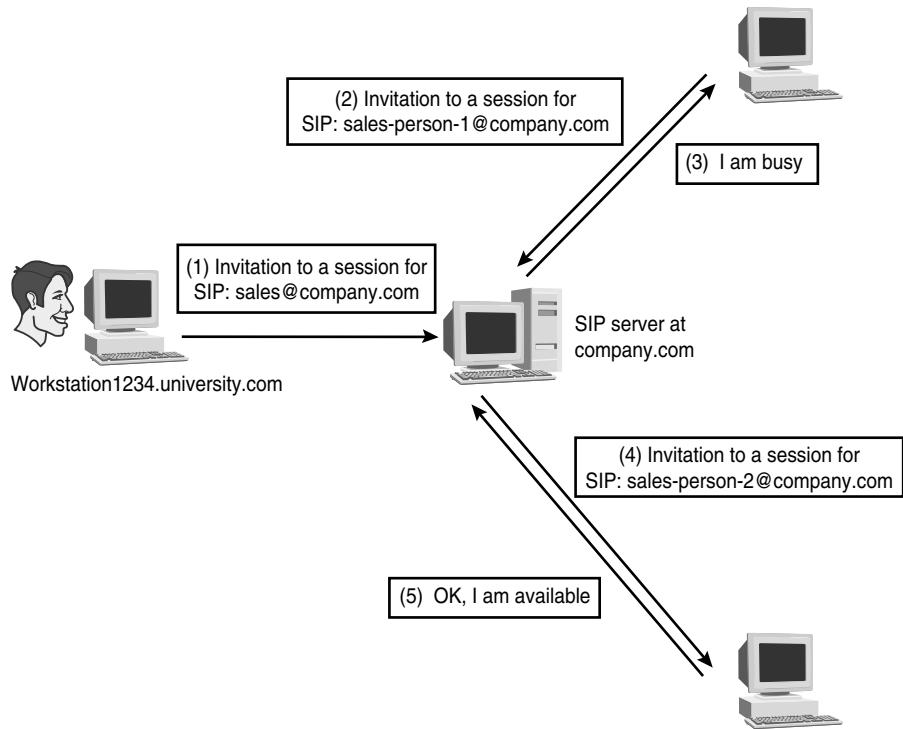 (2) Invitation to a session for
SIP: sales-person-1@company.com
(3) I am busy
(1) Invitation to a session for
SIP: sales@company.com
SIP server at
company.com
Workstation1234.university.com
(4) Invitation to a session for
SIP: sales-person-2@company.com
(5) OK, I am available